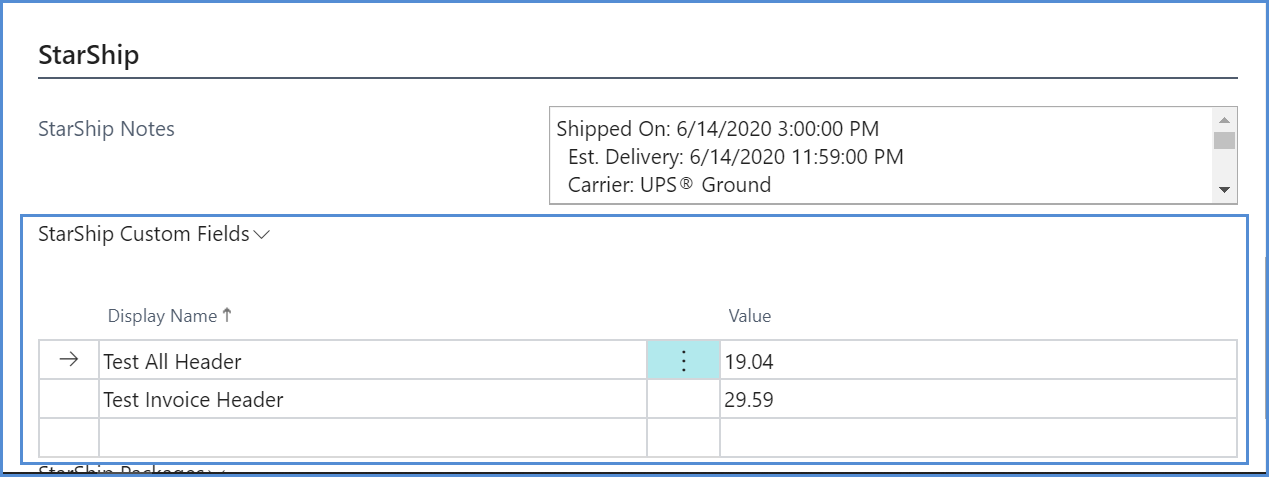 StarShip
StarShip Notes
Shipped On: 6/14/2020 3:00:00 PM
Est. Delivery: 6/14/2020 11:59:00 PM
Carrier: UPS® Ground
StarShip Custom Fields
Display Name ↑ Value
Test All Header 19.04
Test Invoice Header 29.59
StarShip Packages